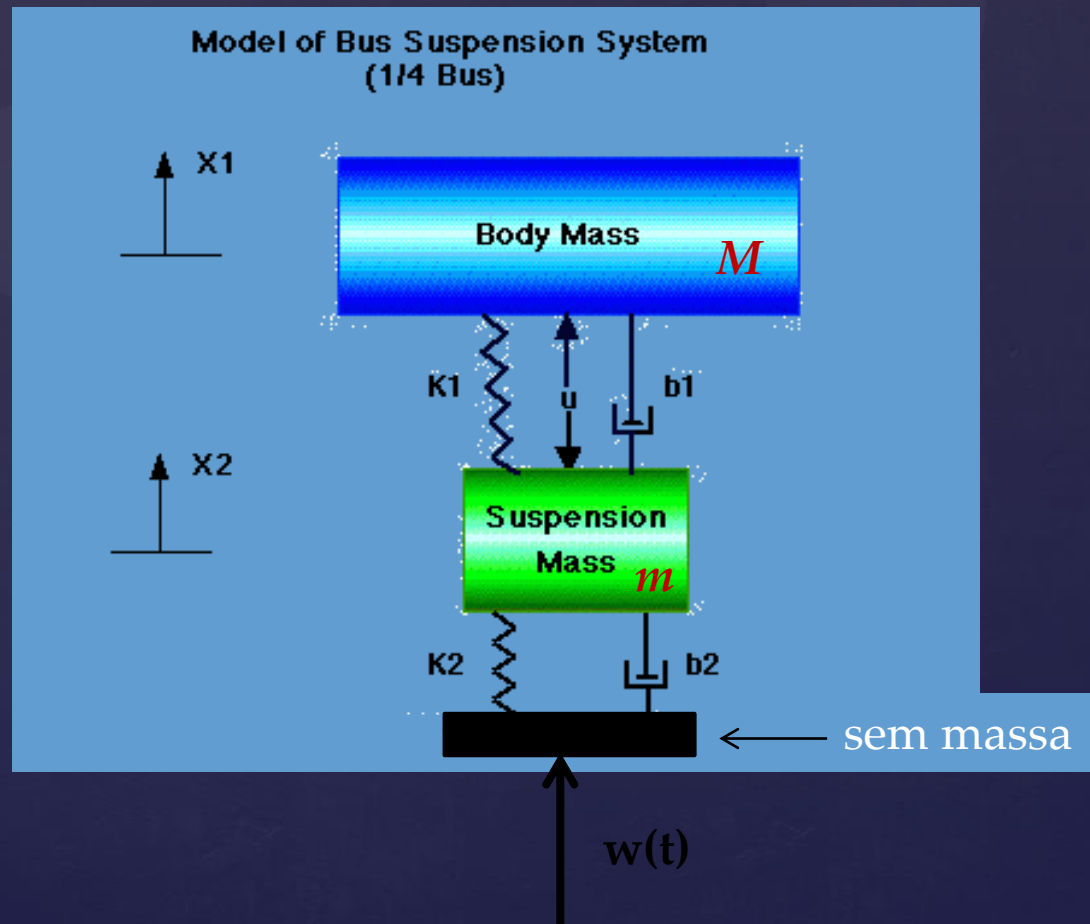 Model of Bus Suspension System
(1/4 Bus)
X1
Body Mass M
K1 u b1
X2
Suspension
Mass m
K2 b2
sem massa
w(t)